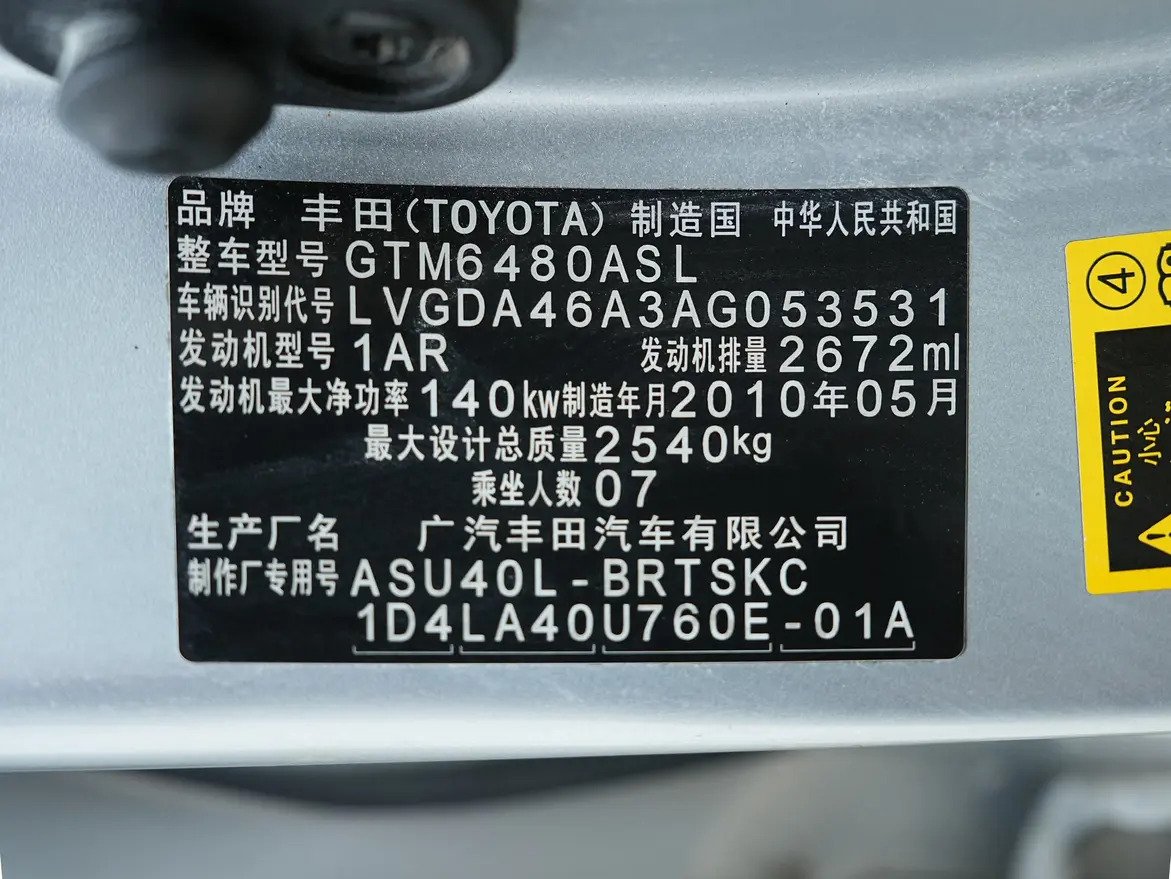 品牌 丰田(TOYOTA) 制造国 中华人民共和国
整车型号 GTM6480ASL
车辆识别代号 LVGDA46A3AG053531
发动机型号 1AR 发动机排量 2672ml
发动机最大净功率 140kw 制造年月 2010年05月
最大设计总质量 2540kg
乘坐人数 07
生产厂名 广汽丰田汽车有限公司
制作厂专用号 ASU40L-BRTSKC
1D4LA40U760E-01A
④
CAUTION
小心